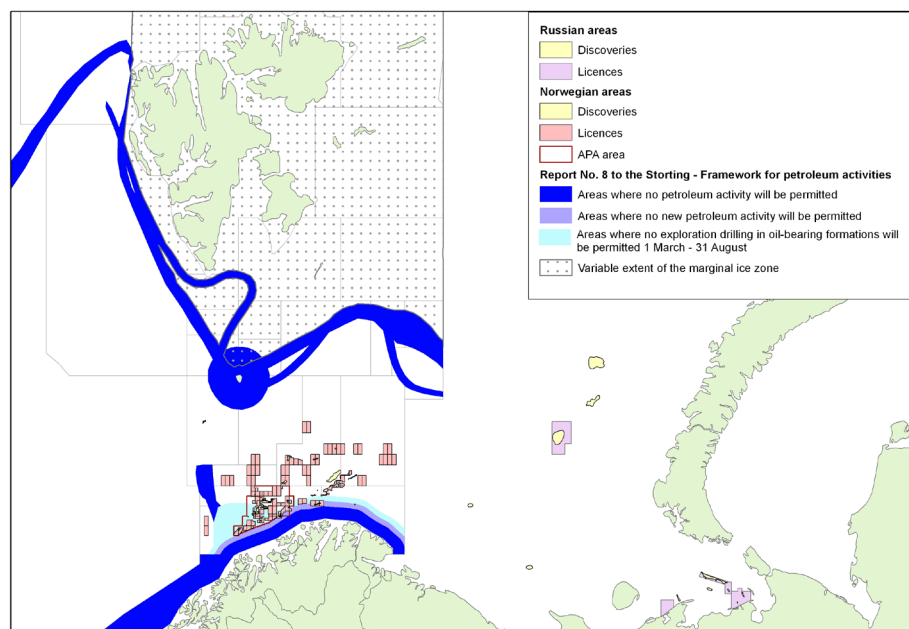 Russian areas
Discoveries
Licences
Norwegian areas
Discoveries
Licences
APA area
Report No. 8 to the Storting - Framework for petroleum activities
Areas where no petroleum activity will be permitted
Areas where no new petroleum activity will be permitted
Areas where no exploration drilling in oil-bearing formations will
be permitted 1 March - 31 August
Variable extent of the marginal ice zone